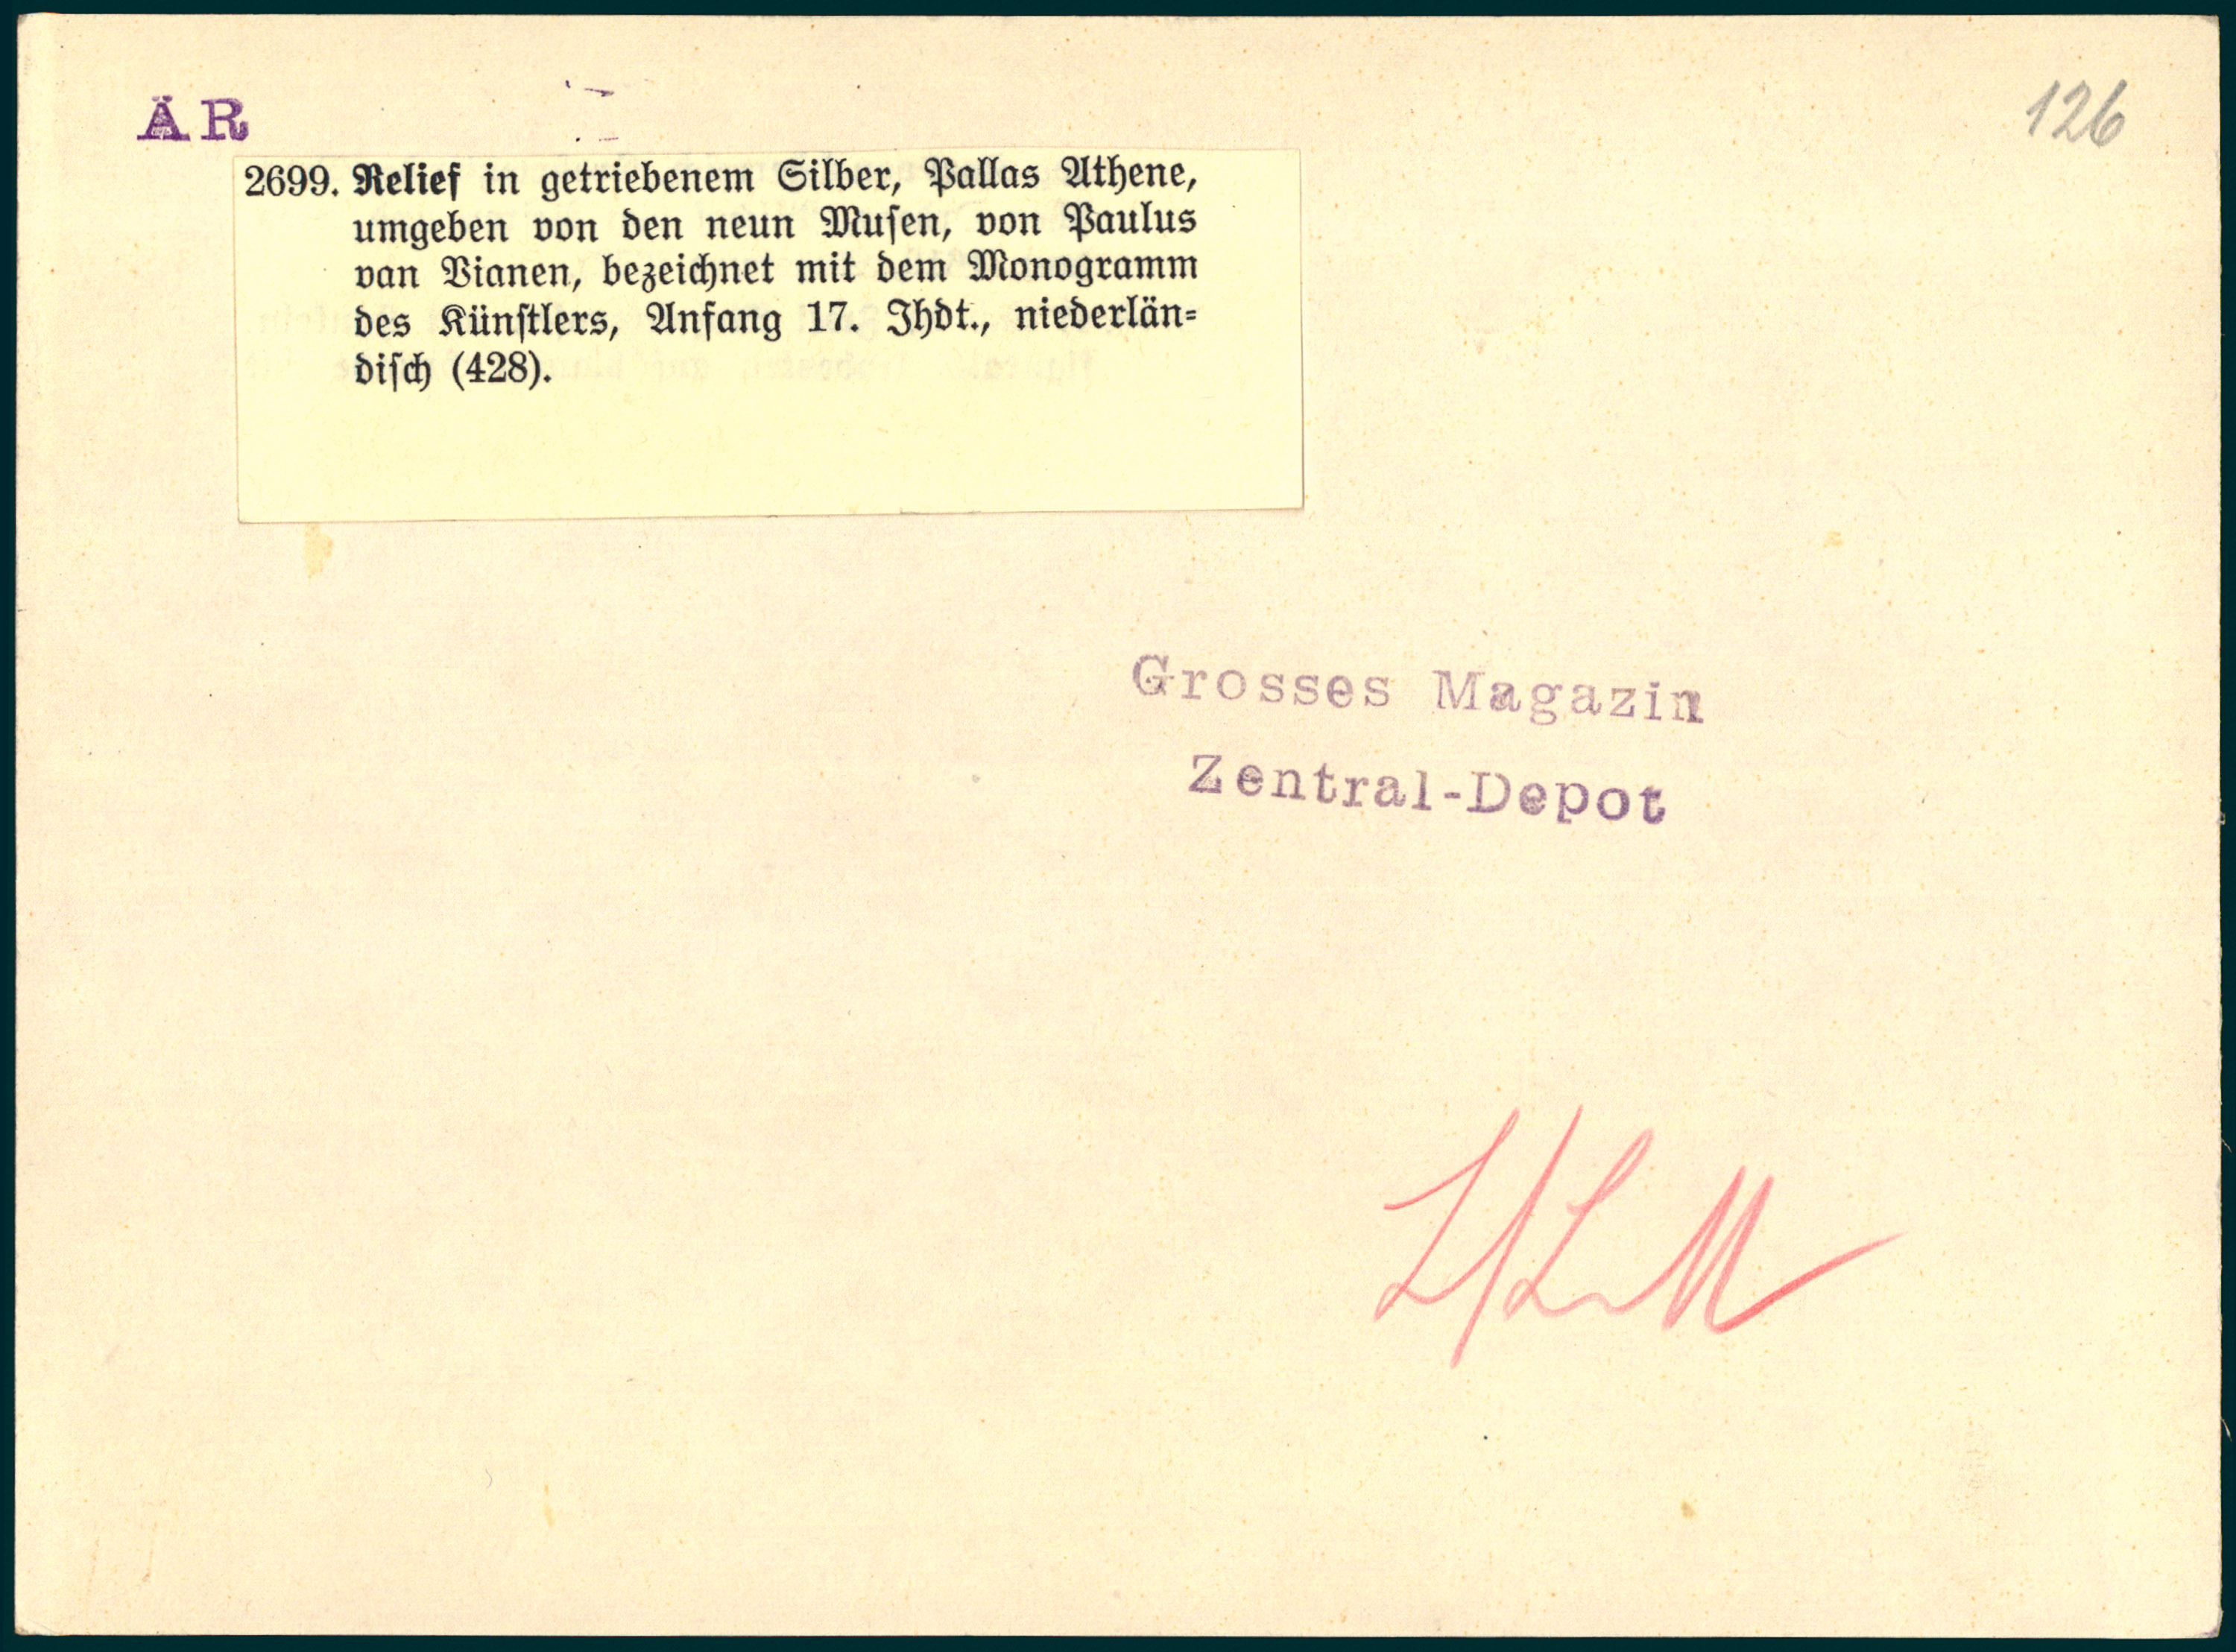 ÄR
126
2699. Relief in getriebenem Silber, Pallas Athene,
umgeben von den neun Musen, von Paulus
van Vianen, bezeichnet mit dem Monogramm
des Künstlers, Anfang 17. Jhdt., niederlän-
disch (428).
Grosses Magazin
Zentral-Depot